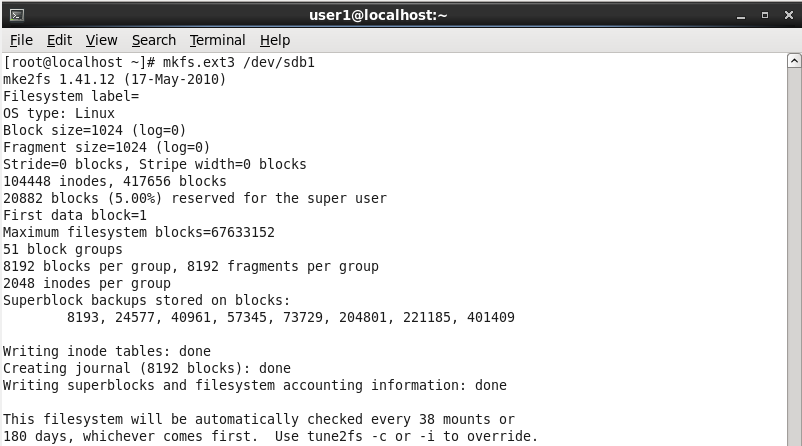 user1@localhost:~
File Edit View Search Terminal Help
[root@localhost ~]# mkfs.ext3 /dev/sdb1
mke2fs 1.41.12 (17-May-2010)
Filesystem label=
OS type: Linux
Block size=1024 (log=0)
Fragment size=1024 (log=0)
Stride=0 blocks, Stripe width=0 blocks
104448 inodes, 417656 blocks
20882 blocks (5.00%) reserved for the super user
First data block=1
Maximum filesystem blocks=67633152
51 block groups
8192 blocks per group, 8192 fragments per group
2048 inodes per group
Superblock backups stored on blocks:
        8193, 24577, 40961, 57345, 73729, 204801, 221185, 401409

Writing inode tables: done
Creating journal (8192 blocks): done
Writing superblocks and filesystem accounting information: done

This filesystem will be automatically checked every 38 mounts or
180 days, whichever comes first.  Use tune2fs -c or -i to override.